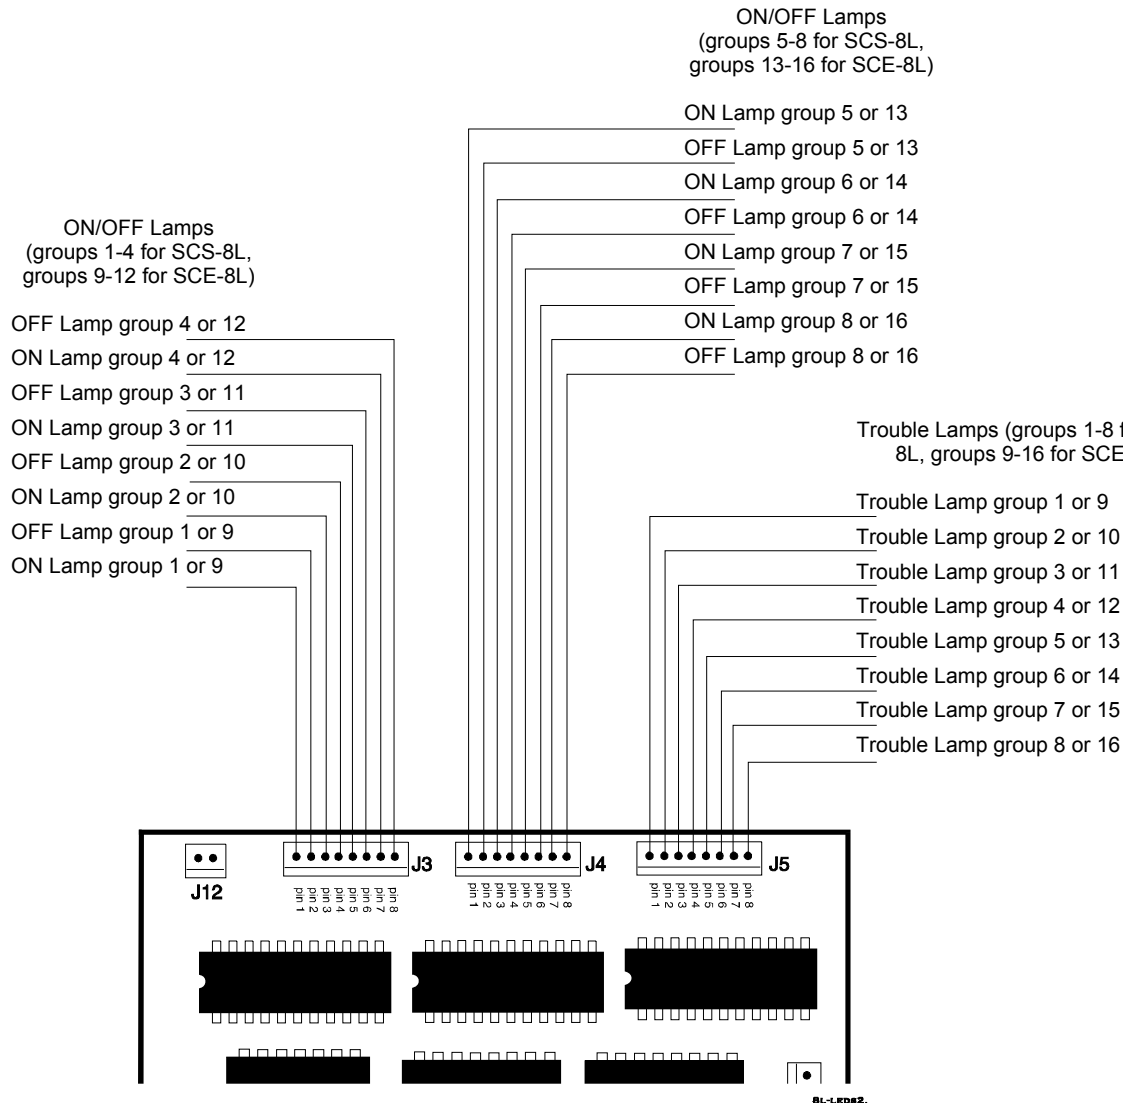 ON/OFF Lamps
(groups 5-8 for SCS-8L,
groups 13-16 for SCE-8L)
ON Lamp group 5 or 13
OFF Lamp group 5 or 13
ON Lamp group 6 or 14
OFF Lamp group 6 or 14
ON Lamp group 7 or 15
OFF Lamp group 7 or 15
ON Lamp group 8 or 16
OFF Lamp group 8 or 16
ON/OFF Lamps
(groups 1-4 for SCS-8L,
groups 9-12 for SCE-8L)
OFF Lamp group 4 or 12
ON Lamp group 4 or 12
OFF Lamp group 3 or 11
ON Lamp group 3 or 11
OFF Lamp group 2 or 10
ON Lamp group 2 or 10
OFF Lamp group 1 or 9
ON Lamp group 1 or 9
Trouble Lamps (groups 1-8
8L, groups 9-16 for SCE
Trouble Lamp group 1 or 9
Trouble Lamp group 2 or 10
Trouble Lamp group 3 or 11
Trouble Lamp group 4 or 12
Trouble Lamp group 5 or 13
Trouble Lamp group 6 or 14
Trouble Lamp group 7 or 15
Trouble Lamp group 8 or 16
J12
J3
J4
J5
pin 1
pin 2
pin 3
pin 4
pin 5
pin 6
pin 7
pin 8
pin 1
pin 2
pin 3
pin 4
pin 5
pin 6
pin 7
pin 8
pin 1
pin 2
pin 3
pin 4
pin 5
pin 6
pin 7
pin 8
8L-LEDS2.